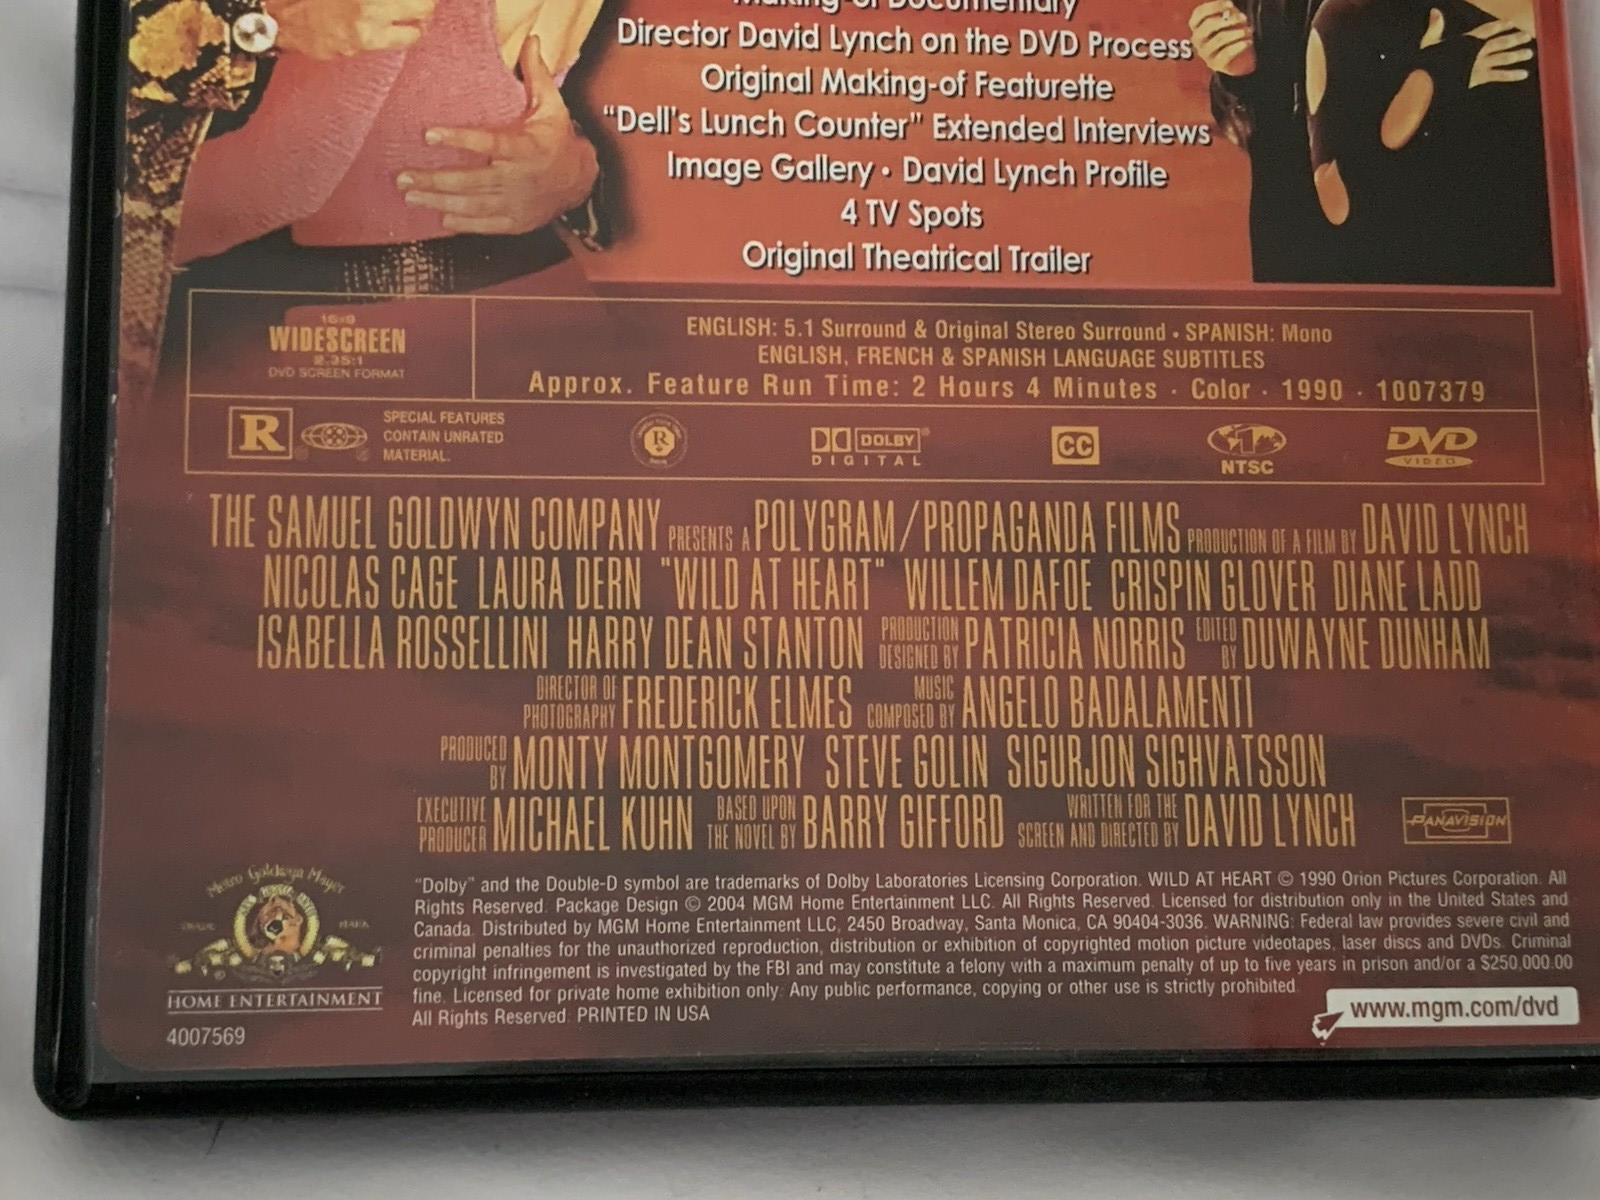 Making-of Documentary
Director David Lynch on the DVD Process
Original Making-of Featurette
"Dell's Lunch Counter" Extended Interviews
Image Gallery • David Lynch Profile
4 TV Spots
Original Theatrical Trailer
16x9
WIDESCREEN
2.35:1
DVD SCREEN FORMAT
ENGLISH: 5.1 Surround & Original Stereo Surround • SPANISH: Mono
ENGLISH, FRENCH & SPANISH LANGUAGE SUBTITLES
Approx. Feature Run Time: 2 Hours 4 Minutes · Color · 1990 · 1007379
R
SPECIAL FEATURES
CONTAIN UNRATED
MATERIAL.
R
DOLBY
DIGITAL
CC
1
NTSC
DVD
VIDEO
THE SAMUEL GOLDWYN COMPANY PRESENTS A POLYGRAM/PROPAGANDA FILMS PRODUCTION OF A FILM BY DAVID LYNCH
NICOLAS CAGE LAURA DERN "WILD AT HEART" WILLEM DAFOE CRISPIN GLOVER DIANE LADD
ISABELLA ROSSELLINI HARRY DEAN STANTON PRODUCTION DESIGNED BY PATRICIA NORRIS EDITED BY DUWAYNE DUNHAM
DIRECTOR OF PHOTOGRAPHY FREDERICK ELMES MUSIC COMPOSED BY ANGELO BADALAMENTI
PRODUCED BY MONTY MONTGOMERY STEVE GOLIN SIGURJON SIGHVATSSON
EXECUTIVE PRODUCER MICHAEL KUHN BASED UPON THE NOVEL BY BARRY GIFFORD WRITTEN FOR THE SCREEN AND DIRECTED BY DAVID LYNCH
PANAVISION
Metro Goldwyn Mayer
TRADE MARK
HOME ENTERTAINMENT
4007569
"Dolby" and the Double-D symbol are trademarks of Dolby Laboratories Licensing Corporation. WILD AT HEART © 1990 Orion Pictures Corporation. All
Rights Reserved. Package Design © 2004 MGM Home Entertainment LLC. All Rights Reserved. Licensed for distribution only in the United States and
Canada. Distributed by MGM Home Entertainment LLC, 2450 Broadway, Santa Monica, CA 90404-3036. WARNING: Federal law provides severe civil and
criminal penalties for the unauthorized reproduction, distribution or exhibition of copyrighted motion picture videotapes, laser discs and DVDs. Criminal
copyright infringement is investigated by the FBI and may constitute a felony with a maximum penalty of up to five years in prison and/or a $250,000.00
fine. Licensed for private home exhibition only. Any public performance, copying or other use is strictly prohibited.
All Rights Reserved. PRINTED IN USA
www.mgm.com/dvd